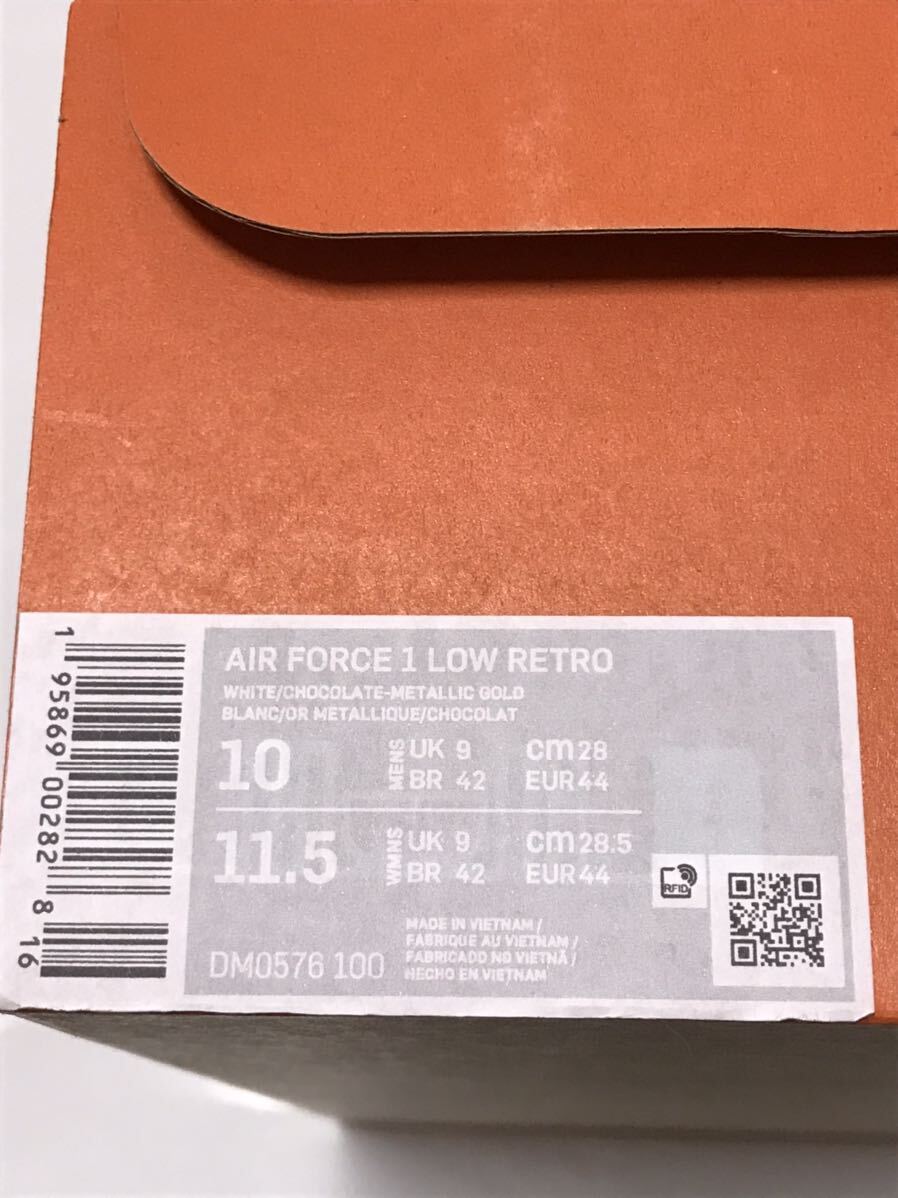 AIR FORCE 1 LOW RETRO
WHITE/CHOCOLATE-METALLIC GOLD
BLANC/OR METALLIQUE/CHOCOLAT
10 MENS UK 9 cm 28
BR 42 EUR 44
11.5 WMNS UK 9 cm 28.5
BR 42 EUR 44
RFID
DM0576 100
MADE IN VIETNAM /
FABRIQUE AU VIETNAM /
FABRICADO NO VIETNÃ /
HECHO EN VIETNAM
1 95869 00282 8 16